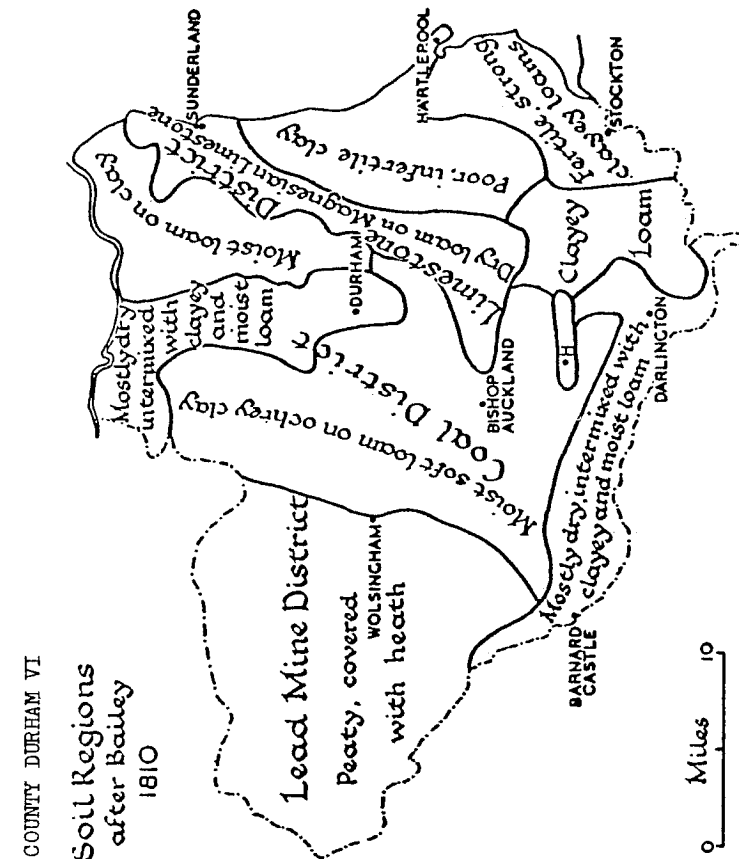 COUNTY DURHAM VI
Soil Regions
after Bailey
1810
Lead Mine District
Peaty, covered
with heath
WOLSINGHAM
Mostly dry
intermixed
with
clayey
and
moist
loam
Moist loam on clay
SUNDERLAND
Limestone District
Dry loam on Magnesian Limestone
Poor, infertile clay
HARTLEPOOL
Fertile, strong
clayey loams
STOCKTON
Clayey
Loam
DURHAM
Coal District
Moist soft loam on ochrey clay
BISHOP
AUCKLAND
H
DARLINGTON
Mostly dry, intermixed with
clayey and moist loam
BARNARD
CASTLE
0 Miles 10